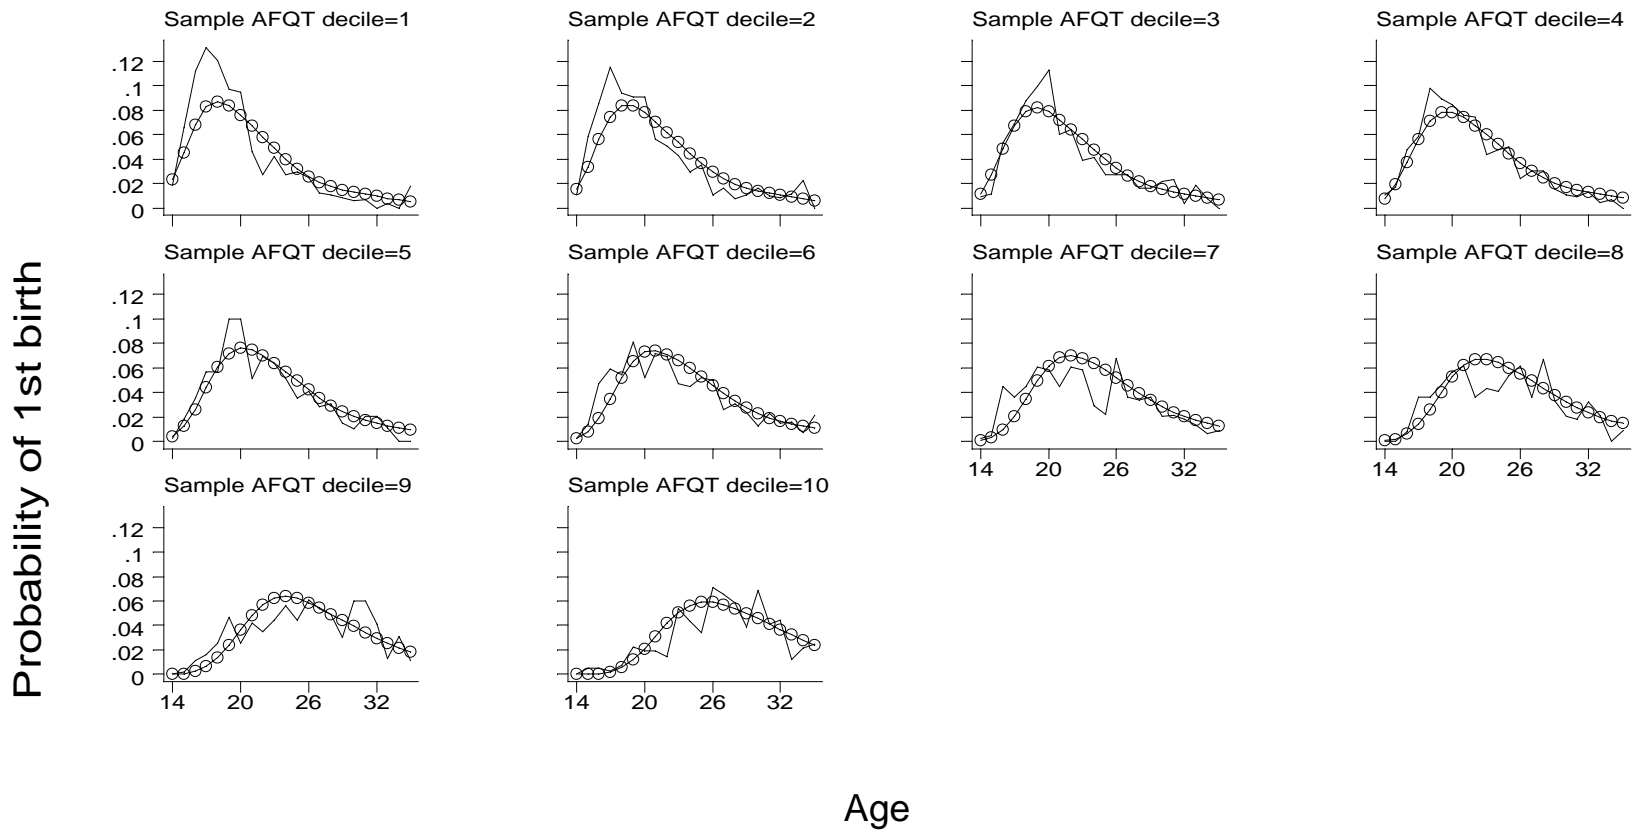 Probability of 1st birth
Sample AFQT decile=1
Sample AFQT decile=2
Sample AFQT decile=3
Sample AFQT decile=4
.12
.1
.08
.06
.04
.02
0
Sample AFQT decile=5
Sample AFQT decile=6
Sample AFQT decile=7
Sample AFQT decile=8
.12
.1
.08
.06
.04
.02
0
14 20 26 32
14 20 26 32
Sample AFQT decile=9
Sample AFQT decile=10
.12
.1
.08
.06
.04
.02
0
14 20 26 32
14 20 26 32
Age